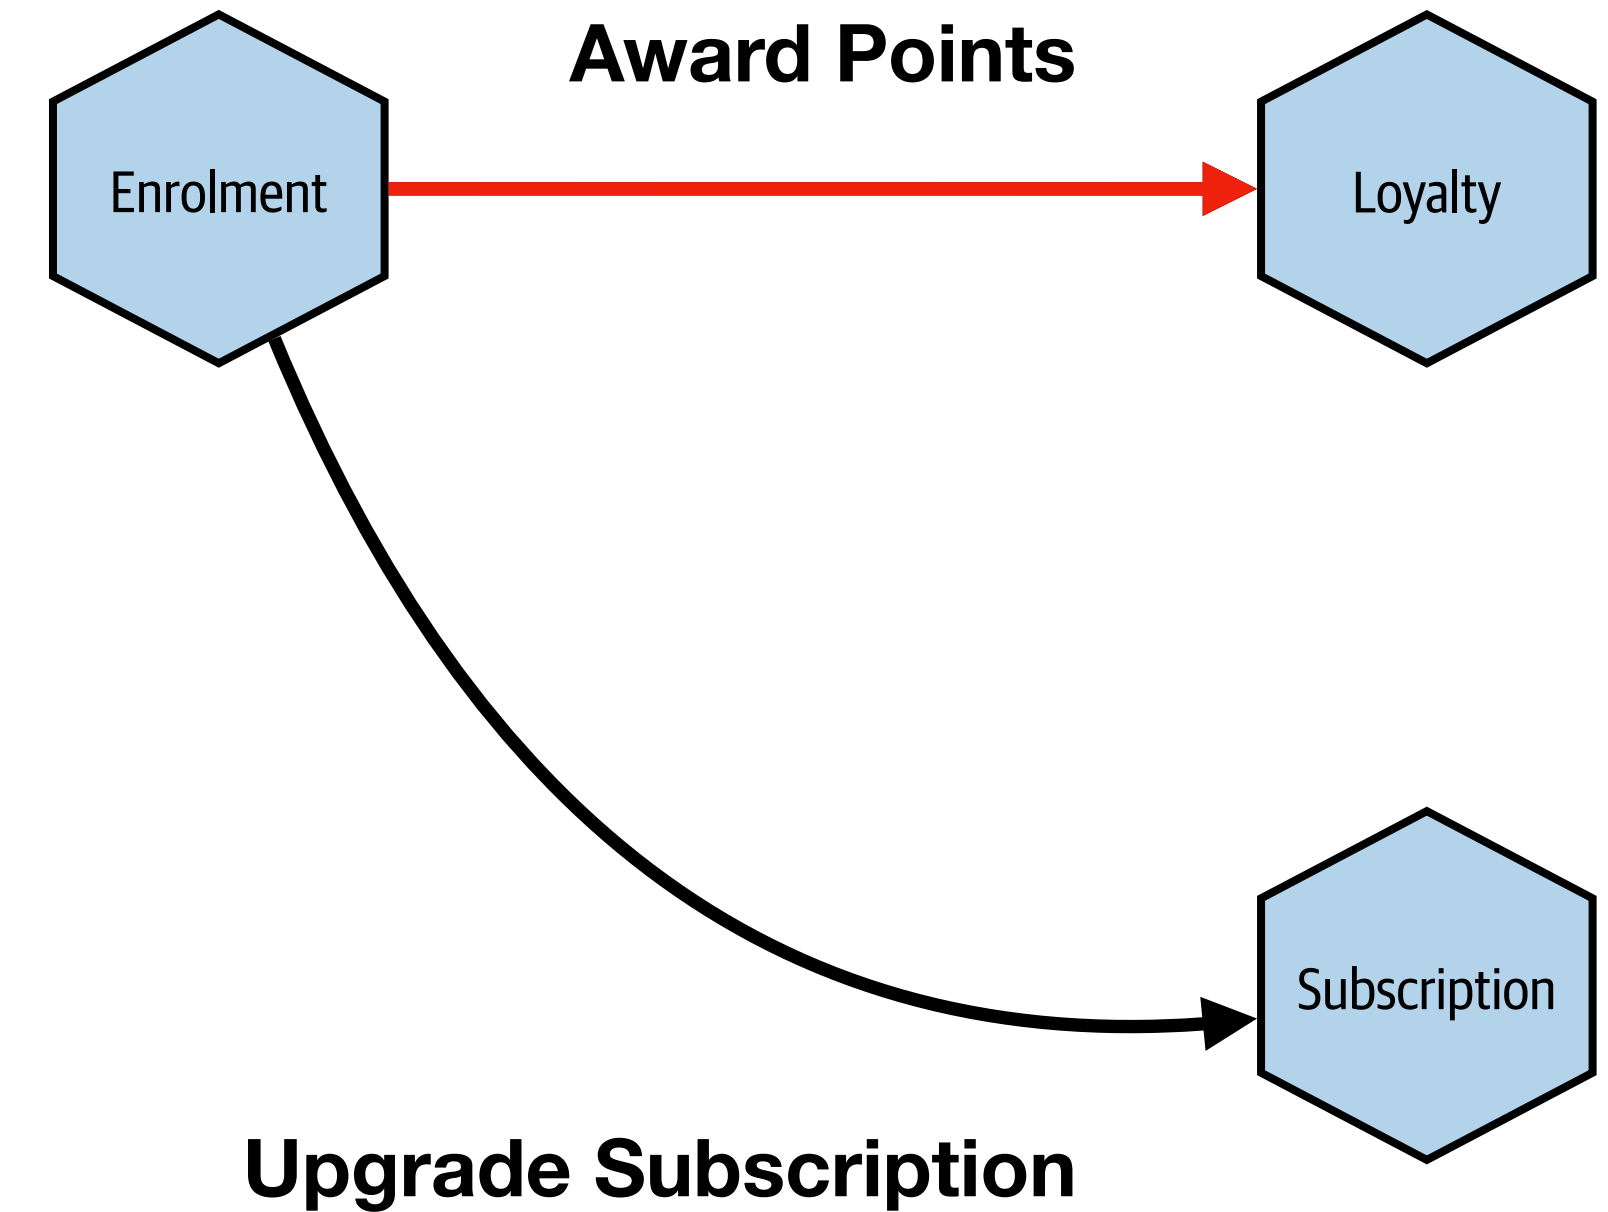 Award Points
Enrolment
Loyalty
Subscription
Upgrade Subscription